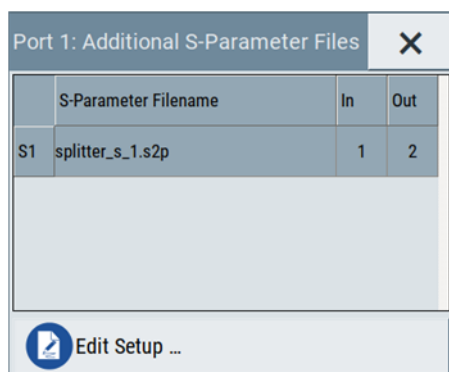 Port 1: Additional S-Parameter Files
S-Parameter Filename In Out
S1 splitter_s_1.s2p 1 2
Edit Setup ...